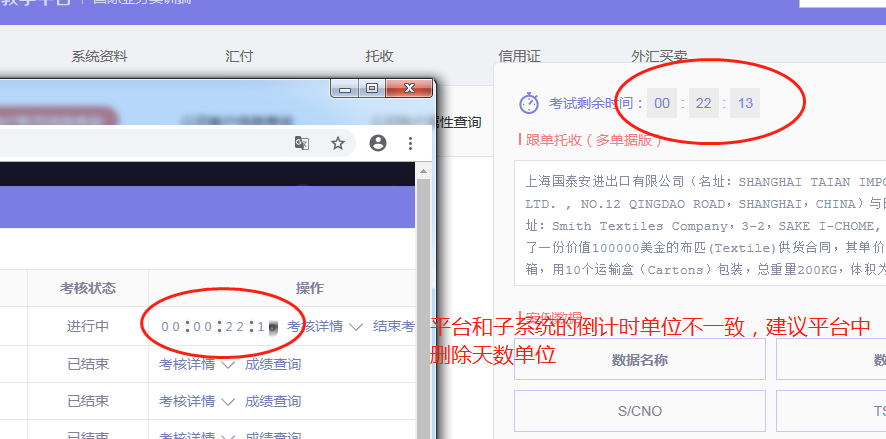 系统资料 汇付 托收 信用证 外汇买卖
性查询
考试剩余时间： 00 : 22 : 13
跟单托收（多单据版）
上海国泰安进出口有限公司（名址：SHANGHAI TAIAN IMPO
LTD. , NO.12 QINGDAO ROAD，SHANGHAI，CHINA）与
址：Smith Textiles Company，3-2，SAKE I-CHOME，
了一份价值100000美金的布匹(Textile)供货合同，其单价
箱，用10个运输盒（Cartons）包装，总重量200KG，体积为
案例数据
数据名称 数
S/CNO TS
考核状态 操作
进行中 00:00:22:1 考核详情 结束考
已结束 考核详情 成绩查询
已结束 考核详情 成绩查询
已结束 考核详情 成绩查询
平台和子系统的倒计时单位不一致，建议平台中
删除天数单位